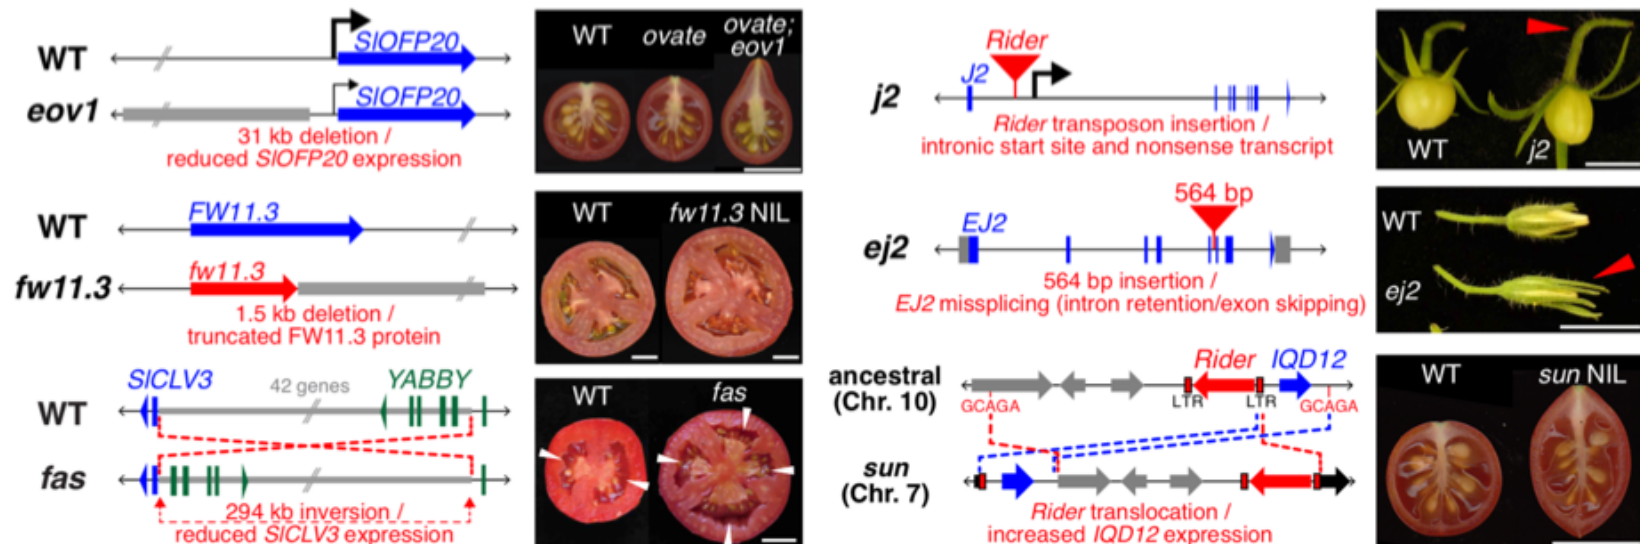 WT
SlOFP20
eov1
SlOFP20
31 kb deletion /
reduced SlOFP20 expression
WT
ovate
ovate;
eov1
WT
FW11.3
fw11.3
fw11.3
1.5 kb deletion /
truncated FW11.3 protein
WT
fw11.3 NIL
SlCLV3
42 genes
YABBY
WT
fas
294 kb inversion /
reduced SlCLV3 expression
WT
fas
Rider
J2
j2
Rider transposon insertion /
intronic start site and nonsense transcript
WT
j2
564 bp
EJ2
ej2
564 bp insertion /
EJ2 missplicing (intron retention/exon skipping)
WT
ej2
ancestral
(Chr. 10)
Rider
IQD12
LTR
LTR
GCAGA
GCAGA
sun
(Chr. 7)
Rider translocation /
increased IQD12 expression
WT
sun NIL